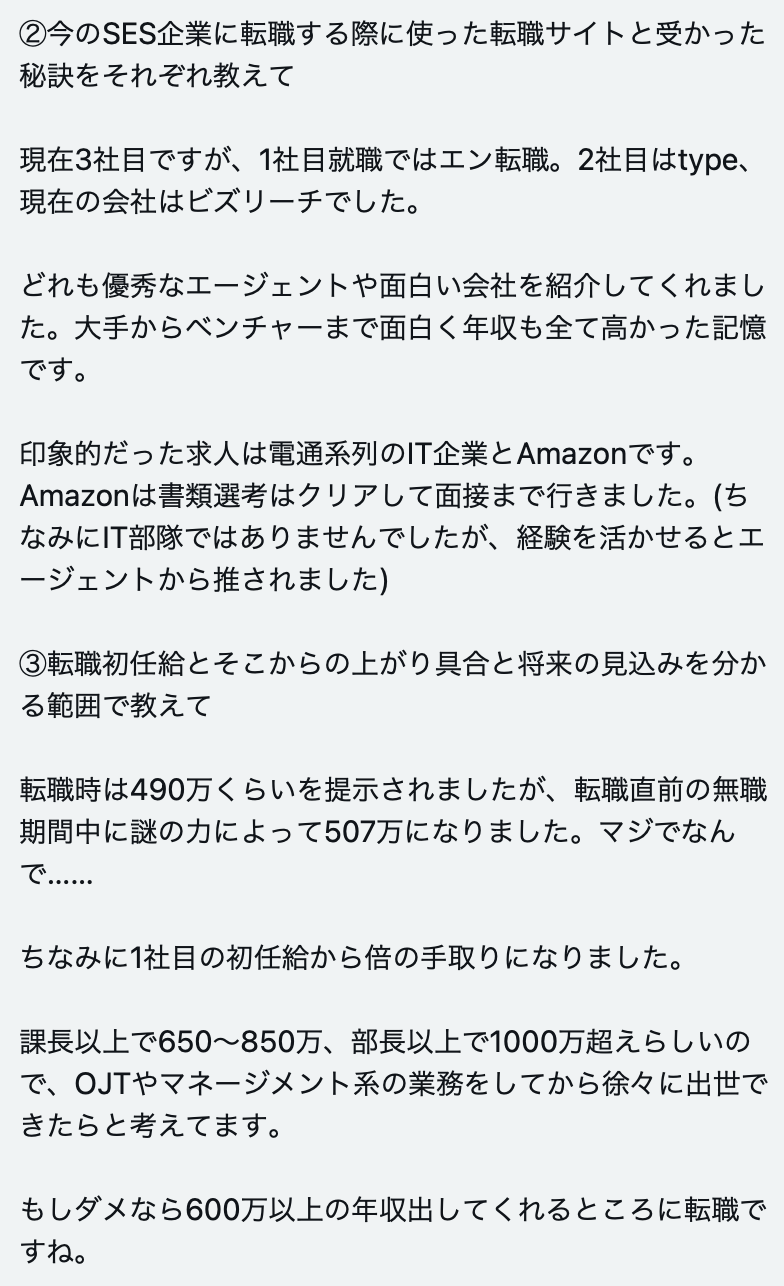 ②今のSES企業に転職する際に使った転職サイトと受かった
秘訣をそれぞれ教えて
現在3社目ですが、1社目就職ではエン転職。2社目はtype、
現在の会社はビズリーチでした。
どれも優秀なエージェントや面白い会社を紹介してくれまし
た。大手からベンチャーまで面白く年収も全て高かった記憶
です。
印象的だった求人は電通系列のIT企業とAmazonです。
Amazonは書類選考はクリアして面接まで行きました。(ち
なみにIT部隊ではありませんでしたが、経験を活かせるとエ
ージェントから推されました)
③転職初任給とそこからの上がり具合と将来の見込みを分か
る範囲で教えて
転職時は490万くらいを提示されましたが、転職直前の無職
期間中に謎の力によって507万になりました。マジでなん
で……
ちなみに1社目の初任給から倍の手取りになりました。
課長以上で650〜850万、部長以上で1000万超えらしいの
で、OJTやマネージメント系の業務をしてから徐々に出世で
きたらと考えてます。
もしダメなら600万以上の年収出してくれるところに転職で
すね。